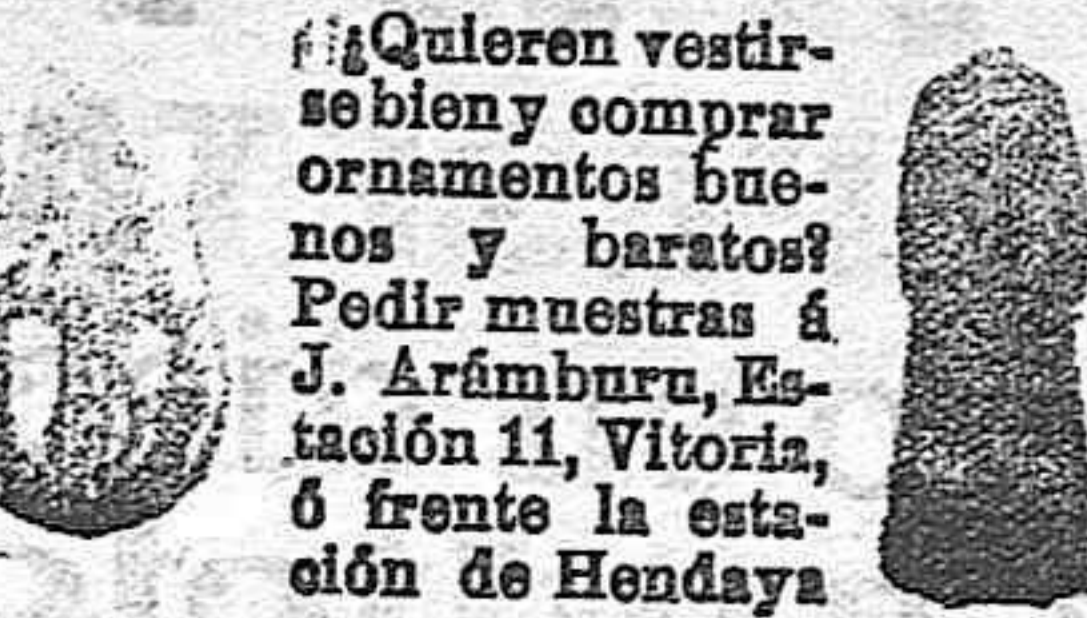 ¿Quieren vestir-
se bien y comprar
ornamentos bue-
nos y baratos?
Pedir muestras á
J. Arámburu, Es-
tación 11, Vitoria,
ó frente la esta-
ción de Hendaya